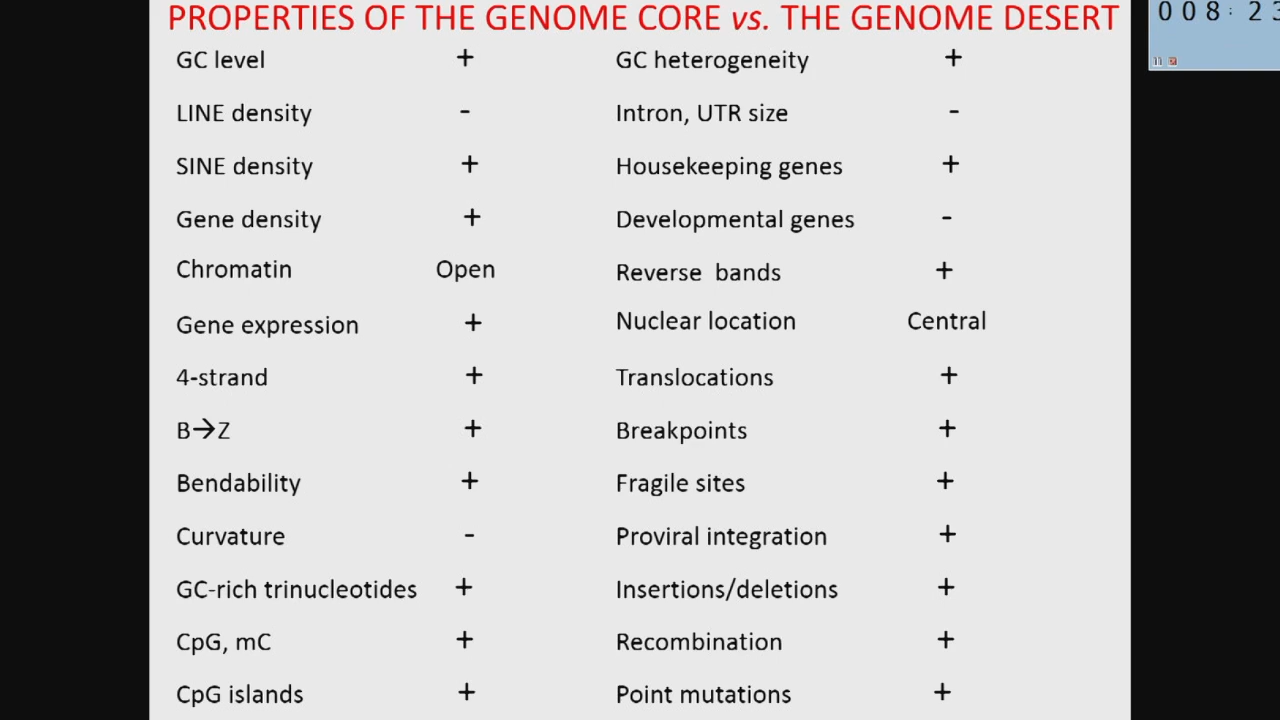 PROPERTIES OF THE GENOME CORE vs. THE GENOME DESERT
008:23
GC level + GC heterogeneity +
LINE density - Intron, UTR size -
SINE density + Housekeeping genes +
Gene density + Developmental genes -
Chromatin Open Reverse bands +
Gene expression + Nuclear location Central
4-strand + Translocations +
B→Z + Breakpoints +
Bendability + Fragile sites +
Curvature - Proviral integration +
GC-rich trinucleotides + Insertions/deletions +
CpG, mC + Recombination +
CpG islands + Point mutations +